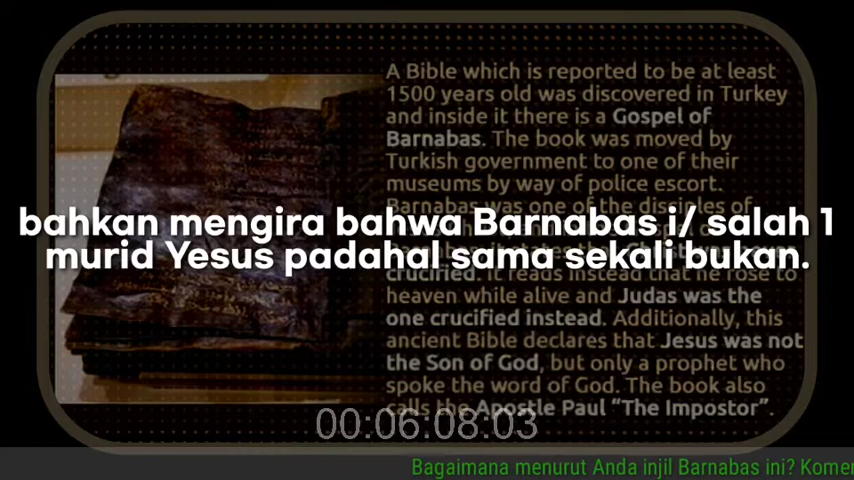 A Bible which is reported to be at least
1500 years old was discovered in Turkey
and inside it there is a Gospel of
Barnabas. The book was moved by
Turkish government to one of their
museums by way of police escort.
Barnabas was one of the disciples of
bahkan mengira bahwa Barnabas i/ salah 1
murid Yesus padahal sama sekali bukan.
crucified. It reads instead that he rose to
heaven while alive and Judas was the
one crucified instead. Additionally, this
ancient Bible declares that Jesus was not
the Son of God, but only a prophet who
spoke the word of God. The book also
calls the Apostle Paul “The Impostor”.
00:06:08:03
Bagaimana menurut Anda injil Barnabas ini? Komen